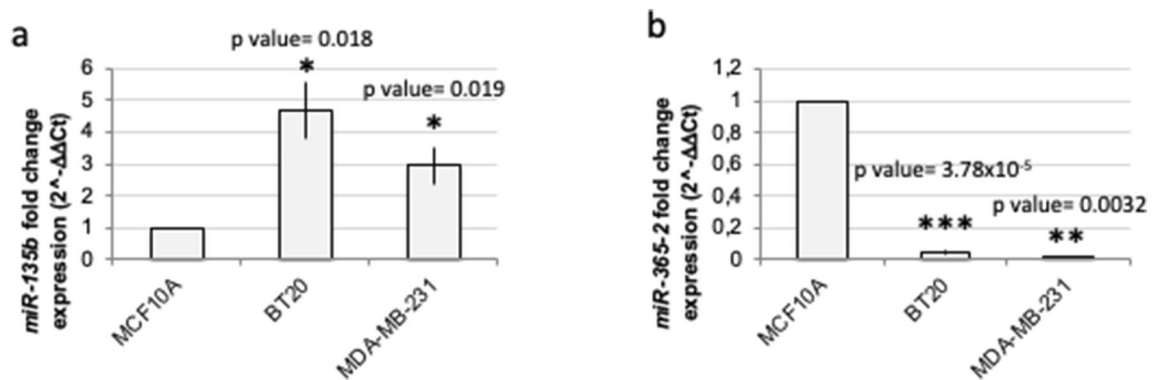 a
p value= 0.018
*
p value= 0.019
*
miR-135b fold change
expression (2^-ΔΔCt)
6
5
4
3
2
1
0
MCF10A
BT20
MDA-MB-231
b
1,2
1
0,8
0,6
0,4
0,2
0
miR-365-2 fold change
expression (2^-ΔΔCt)
p value= 3.78x10⁻⁵
p value= 0.0032
***
**
MCF10A
BT20
MDA-MB-231